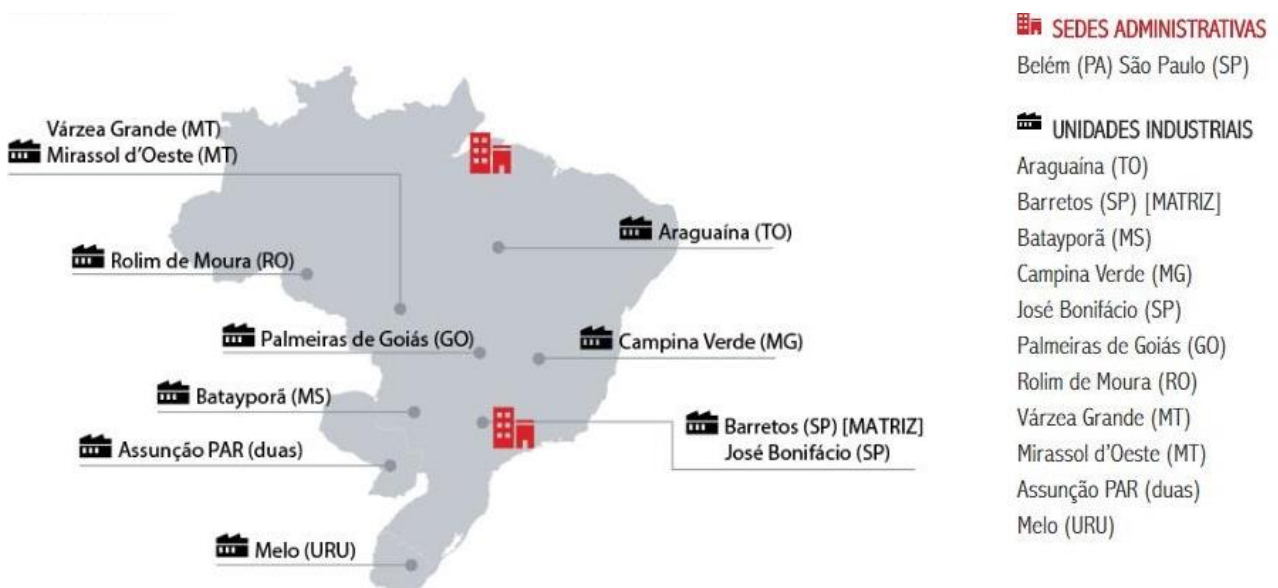 Várzea Grande (MT)
Mirassol d'Oeste (MT)
Rolim de Moura (RO)
Araguaína (TO)
Palmeiras de Goiás (GO)
Campina Verde (MG)
Batayporã (MS)
Assunção PAR (duas)
Barretos (SP) [MATRIZ]
José Bonifácio (SP)
Melo (URU)
SEDES ADMINISTRATIVAS
Belém (PA) São Paulo (SP)
UNIDADES INDUSTRIAIS
Araguaína (TO)
Barretos (SP) [MATRIZ]
Batayporã (MS)
Campina Verde (MG)
José Bonifácio (SP)
Palmeiras de Goiás (GO)
Rolim de Moura (RO)
Várzea Grande (MT)
Mirassol d'Oeste (MT)
Assunção PAR (duas)
Melo (URU)